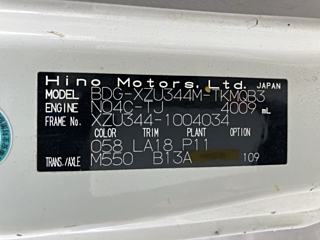 Hino Motors,Ltd. JAPAN
MODEL BDG-XZU344M-TKMQB3
ENGINE N04C-TJ 4009 mL
FRAME No. XZU344-1004034
COLOR TRIM PLANT OPTION
058 LA18 P11
TRANS./AXLE M550 B13A 109